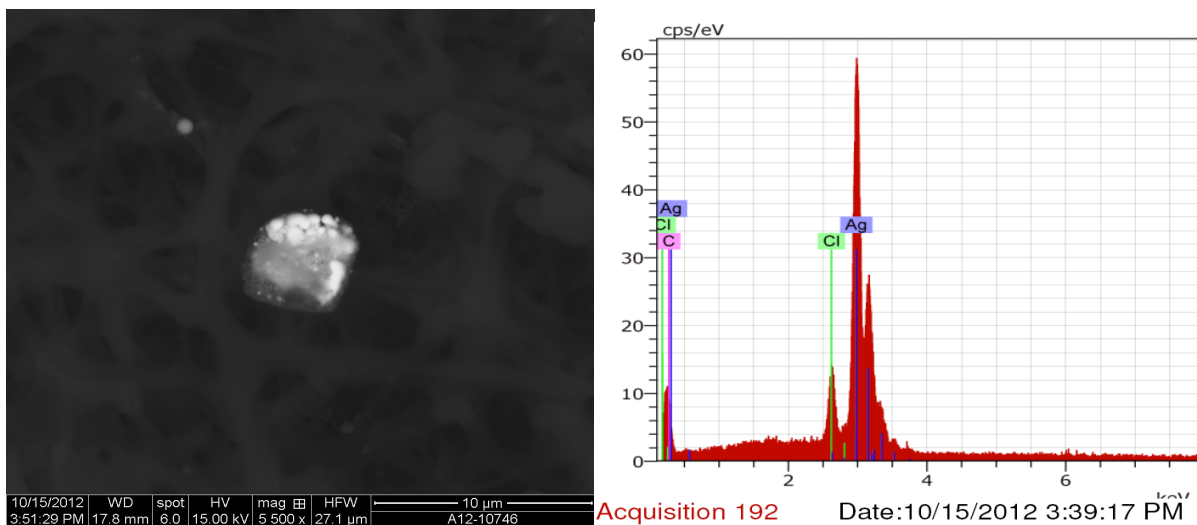 10/15/2012 WD spot HV mag ⊞ HFW 10 µm
3:51:29 PM 17.8 mm 6.0 15.00 kV 5 500 x 27.1 µm A12-10746
cps/eV
60
50
40
30
20
10
0
Ag
Cl
C
Cl
Ag
2 4 6
keV
Acquisition 192 Date:10/15/2012 3:39:17 PM